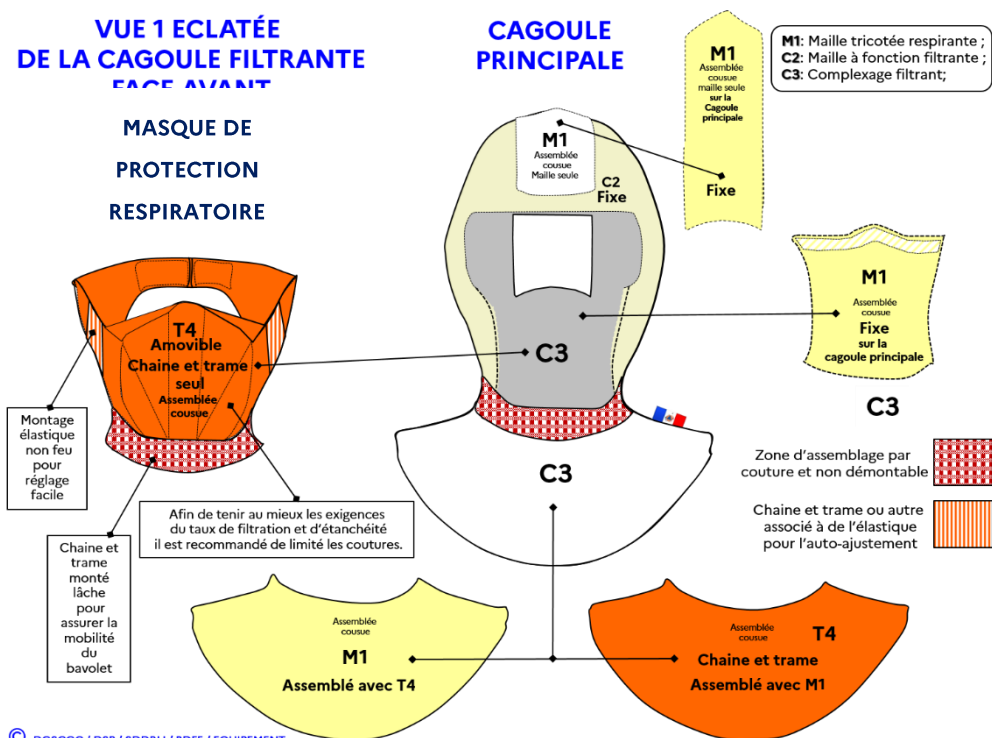 VUE 1 ECLATÉE
DE LA CAGOULE FILTRANTE
FACE AVANT
MASQUE DE
PROTECTION
RESPIRATOIRE
CAGOULE
PRINCIPALE
M1
Assemblée
cousue
maille seule
sur la
Cagoule
principale
Fixe
M1: Maille tricotée respirante ;
C2: Maille à fonction filtrante ;
C3: Complexage filtrant;
M1
Assemblée
cousue
Maille seule
C2
Fixe
C3
M1
Assemblée
cousue
Fixe
sur la
cagoule principale
C3
T4
Amovible
Chaine et trame
seul
Assemblée
cousue
Montage
élastique
non feu
pour
réglage
facile
Afin de tenir au mieux les exigences
du taux de filtration et d'étanchéité
il est recommandé de limité les coutures.
Chaine et
trame
monté
lâche
pour
assurer la
mobilité
du
bavolet
C3
Zone d'assemblage par
couture et non démontable
Chaine et trame ou autre
associé à de l'élastique
pour l'auto-ajustement
Assemblée
cousue
M1
Assemblé avec T4
Assemblée
cousue
T4
Chaine et trame
Assemblé avec M1